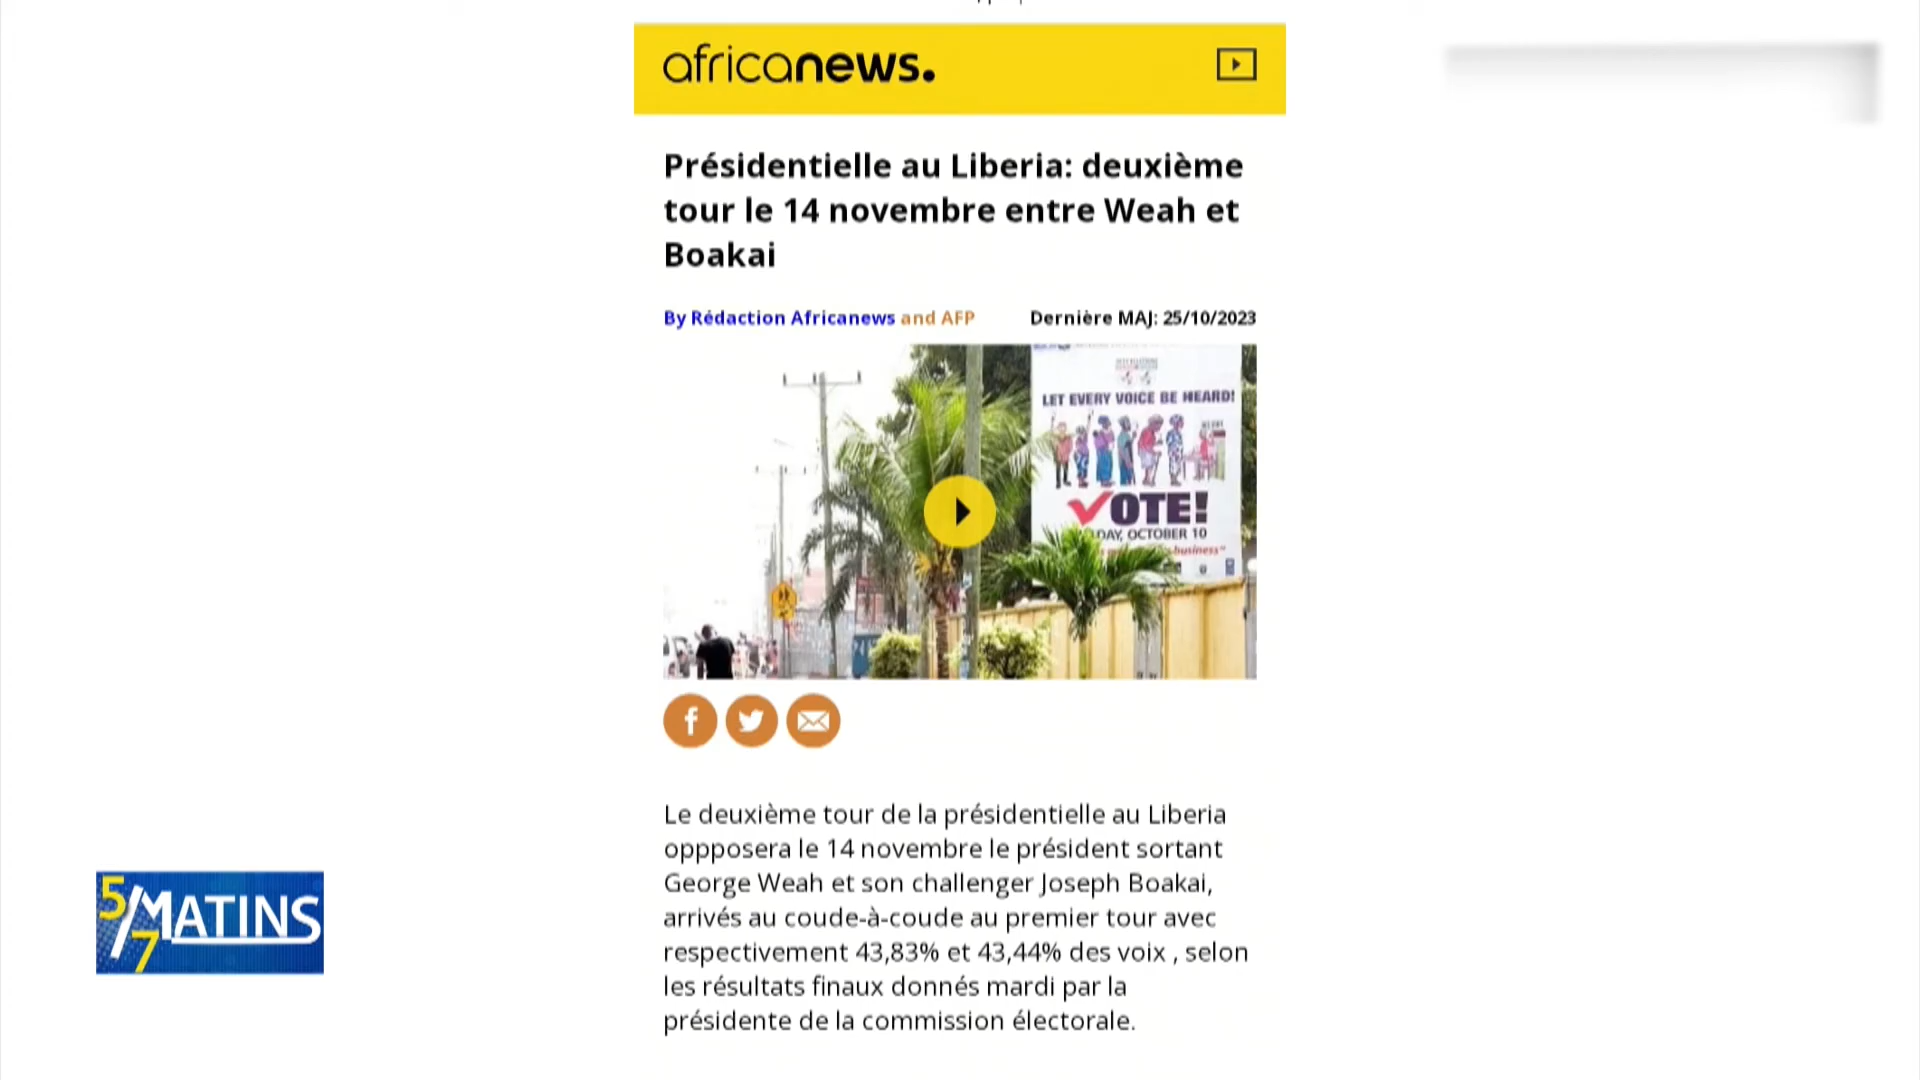 africanews.
Présidentielle au Liberia: deuxième
tour le 14 novembre entre Weah et
Boakai
By Rédaction Africanews and AFP
Dernière MAJ: 25/10/2023
LET EVERY VOICE BE HEARD!
VOTE!
DAY, OCTOBER 10
business"
Le deuxième tour de la présidentielle au Liberia
oppposera le 14 novembre le président sortant
George Weah et son challenger Joseph Boakai,
arrivés au coude-à-coude au premier tour avec
respectivement 43,83% et 43,44% des voix , selon
les résultats finaux donnés mardi par la
présidente de la commission électorale.
5/7 MATINS